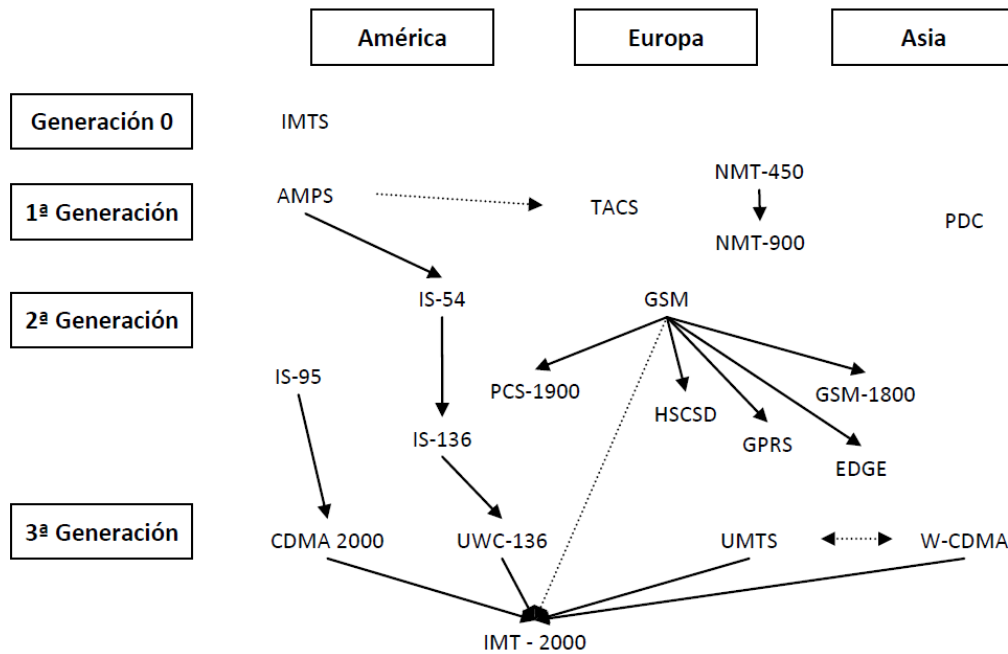 América
Europa
Asia
Generación 0
IMTS
1ª Generación
AMPS
TACS
NMT-450
NMT-900
PDC
2ª Generación
IS-54
GSM
IS-95
PCS-1900
HSCSD
GSM-1800
IS-136
GPRS
EDGE
3ª Generación
CDMA 2000
UWC-136
UMTS
W-CDMA
IMT - 2000